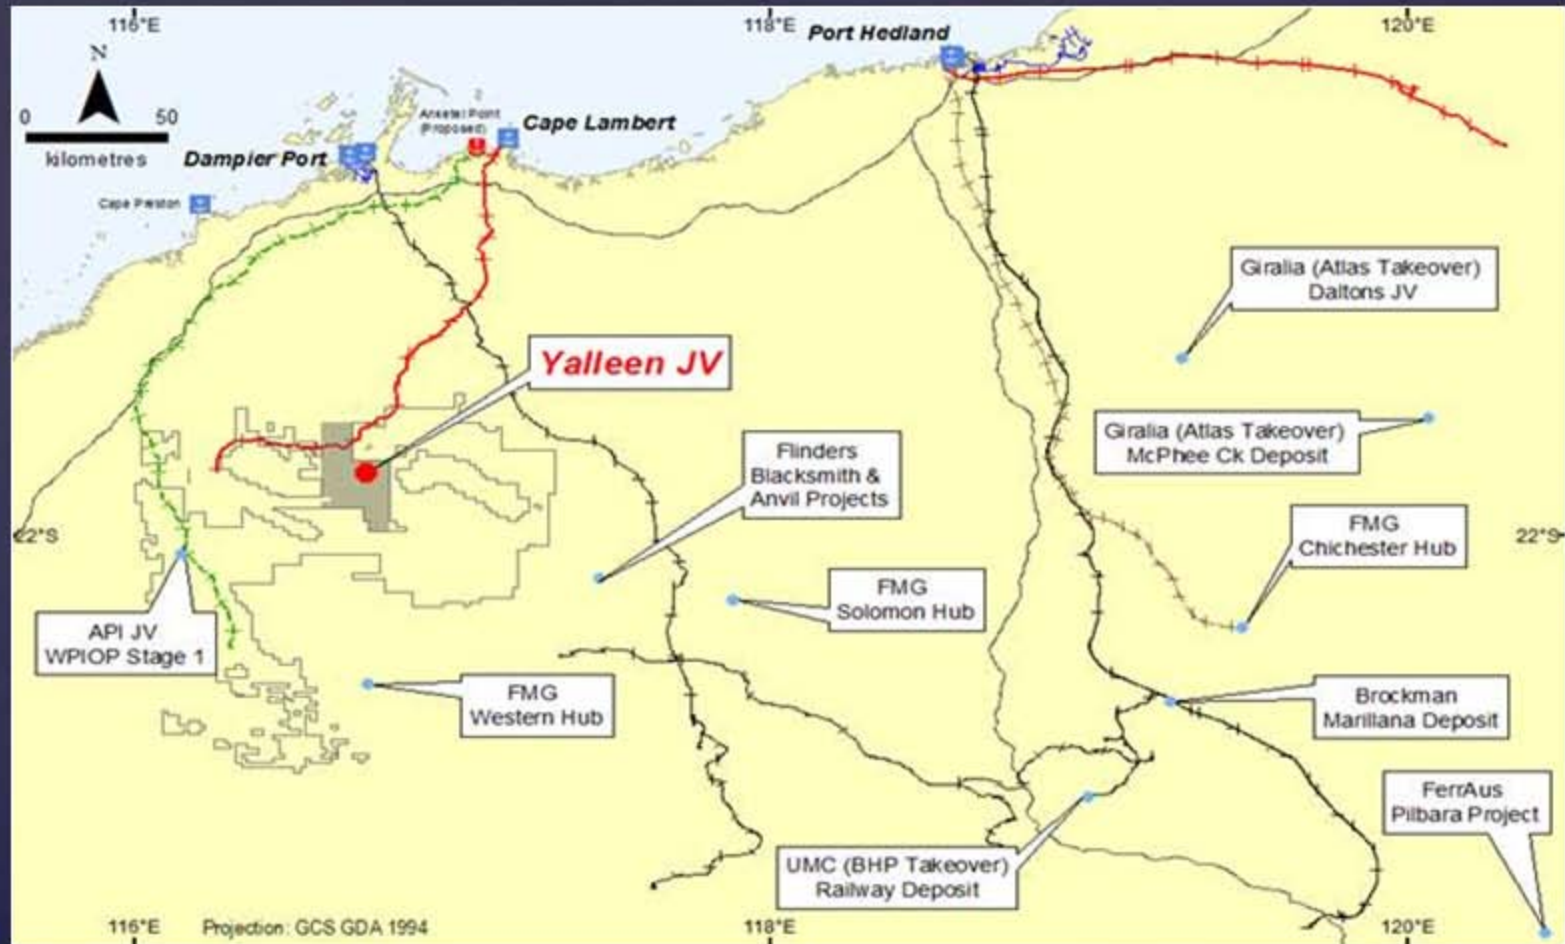 116°E
118°E
120°E
Port Hedland
N
0 50
kilometres
Anketel Point
(Proposed)
Cape Lambert
Dampier Port
Cape Preston
Giralia (Atlas Takeover)
Daltons JV
Yalleen JV
Giralia (Atlas Takeover)
McPhee Ck Deposit
Flinders
Blacksmith &
Anvil Projects
22°S
22°S
FMG
Chichester Hub
FMG
Solomon Hub
API JV
WPIOP Stage 1
FMG
Western Hub
Brockman
Marillana Deposit
FerrAus
Pilbara Project
UMC (BHP Takeover)
Railway Deposit
116°E
Projection: GCS GDA 1994
118°E
120°E